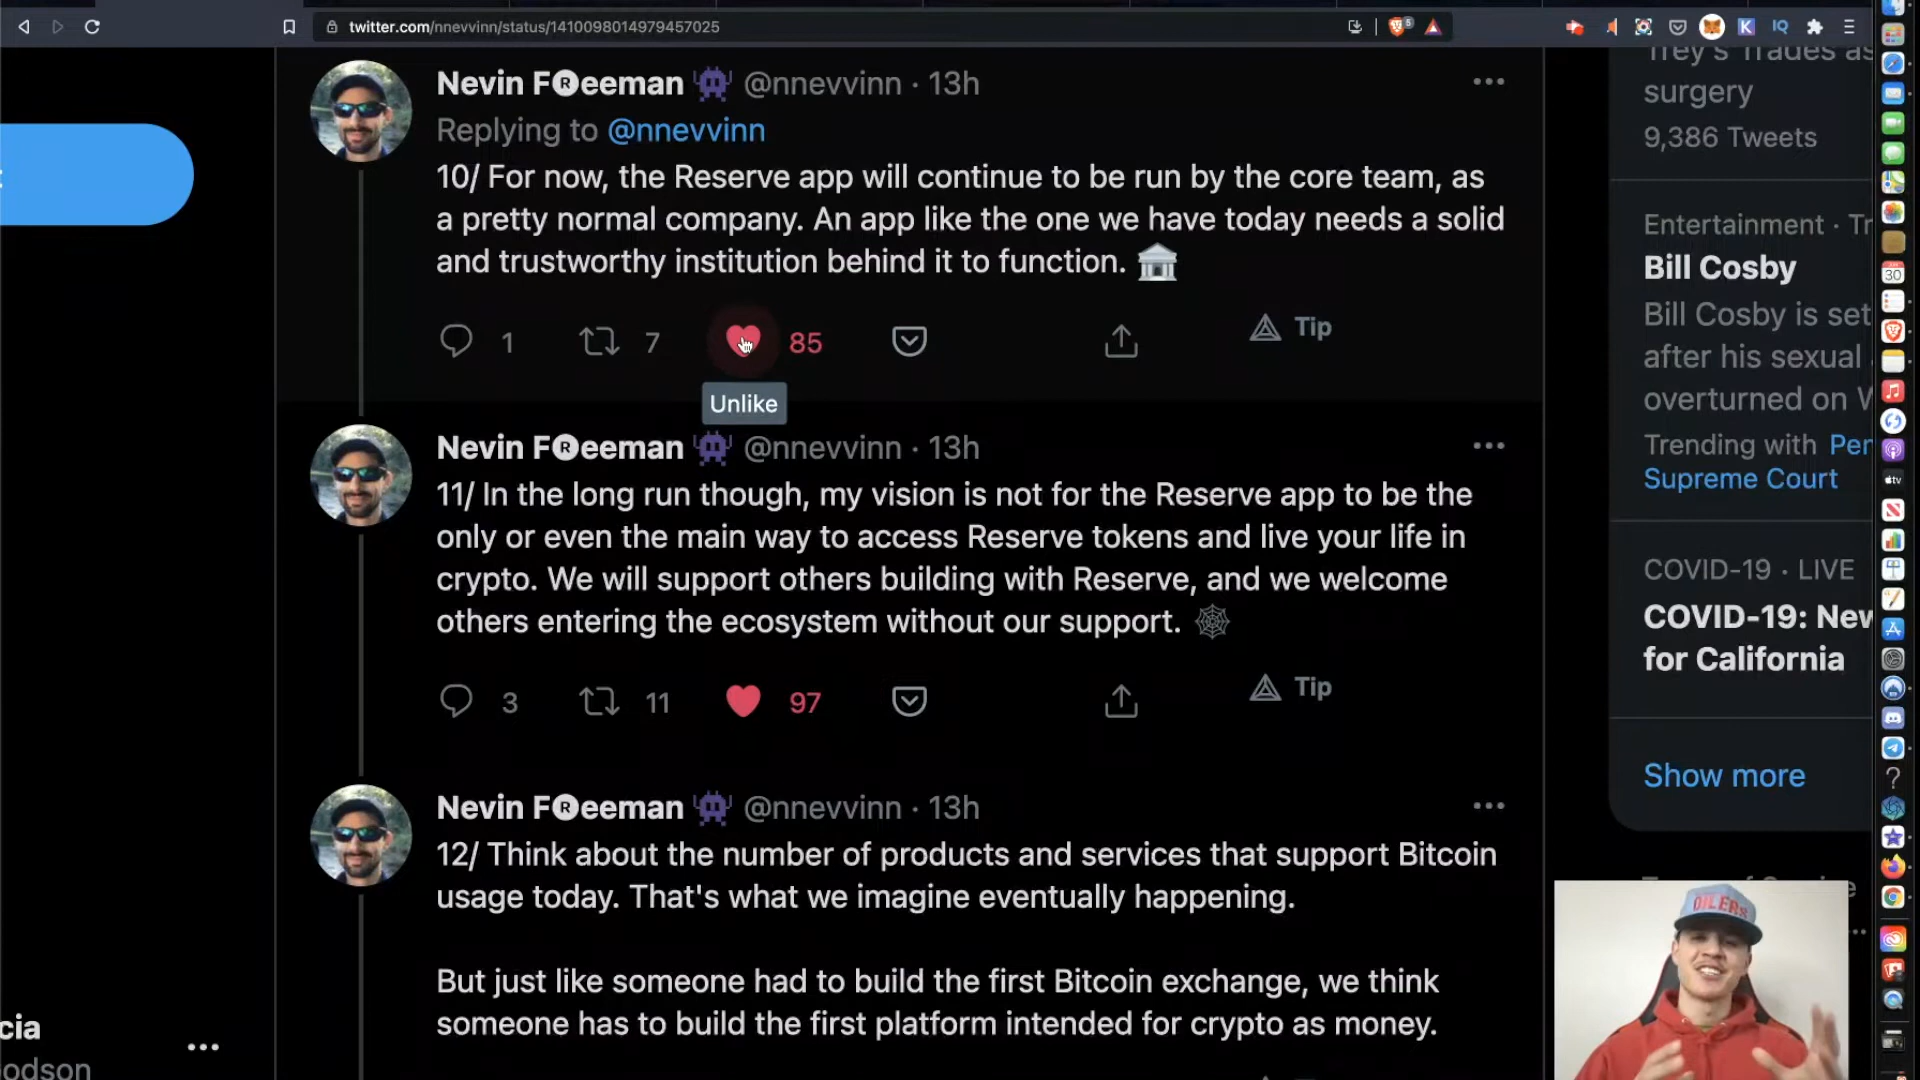 twitter.com/nnevvinn/status/1410098014979457025
Nevin F®eeman @nnevvinn · 13h
Replying to @nnevvinn
10/ For now, the Reserve app will continue to be run by the core team, as
a pretty normal company. An app like the one we have today needs a solid
and trustworthy institution behind it to function.
1 7 85 Tip
Unlike
Nevin F®eeman @nnevvinn · 13h
11/ In the long run though, my vision is not for the Reserve app to be the
only or even the main way to access Reserve tokens and live your life in
crypto. We will support others building with Reserve, and we welcome
others entering the ecosystem without our support.
3 11 97 Tip
Nevin F®eeman @nnevvinn · 13h
12/ Think about the number of products and services that support Bitcoin
usage today. That's what we imagine eventually happening.
But just like someone had to build the first Bitcoin exchange, we think
someone has to build the first platform intended for crypto as money.
Trey's Trades as
surgery
9,386 Tweets
Entertainment · Tr
Bill Cosby
Bill Cosby is set
after his sexual
overturned on
Trending with Per
Supreme Court
COVID-19 · LIVE
COVID-19: New
for California
Show more
cia
odson
OILERS
30
tv